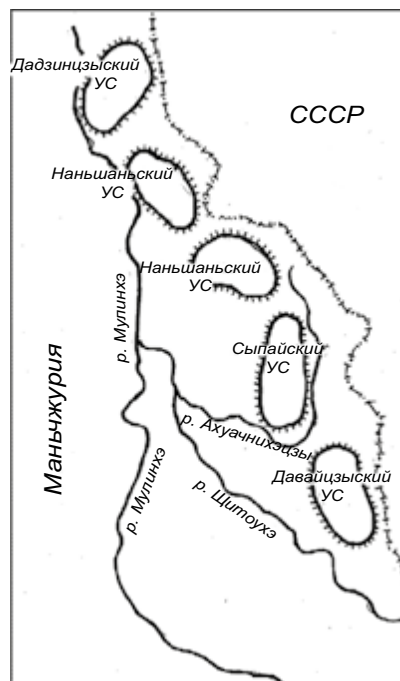 Дадзинцзыский
УС
СССР
Наньшаньский
УС
Наньшаньский
УС
р. Мулинхэ
Сыпайский
УС
Маньчжурия
р. Ахуачнихэцзы
Давайцзыский
УС
р. Щитоухэ
р. Мулинхэ